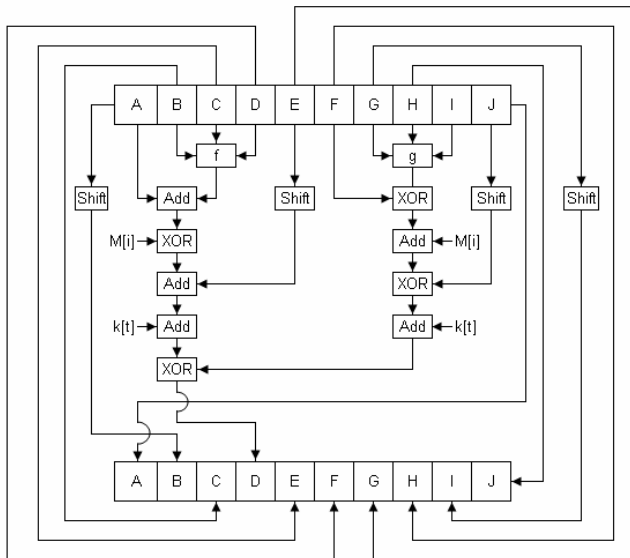 A B C D E F G H I J
f g
Shift Add Shift XOR Shift Shift
M[i] XOR Add M[i]
Add XOR
k[t] Add Add k[t]
XOR
A B C D E F G H I J